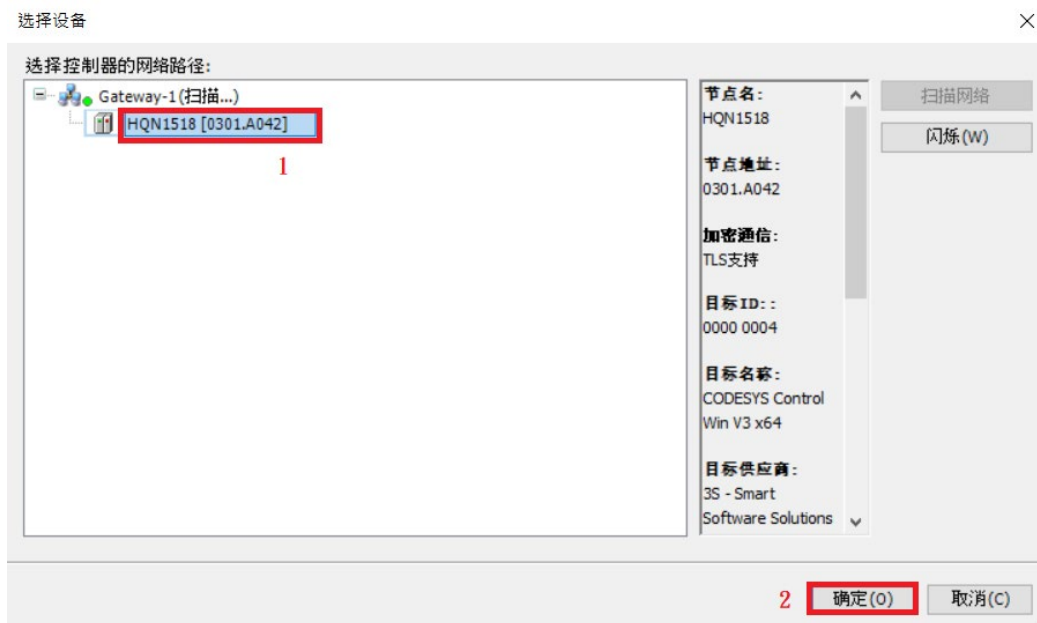 选择设备
选择控制器的网络路径:
Gateway-1(扫描...)
HQN1518 [0301.A042]
1
节点名:
HQN1518
节点地址:
0301.A042
加密通信:
TLS支持
目标ID::
0000 0004
目标名称:
CODESYS Control
Win V3 x64
目标供应商:
3S - Smart
Software Solutions
扫描网络
闪烁(W)
2
确定(O)
取消(C)